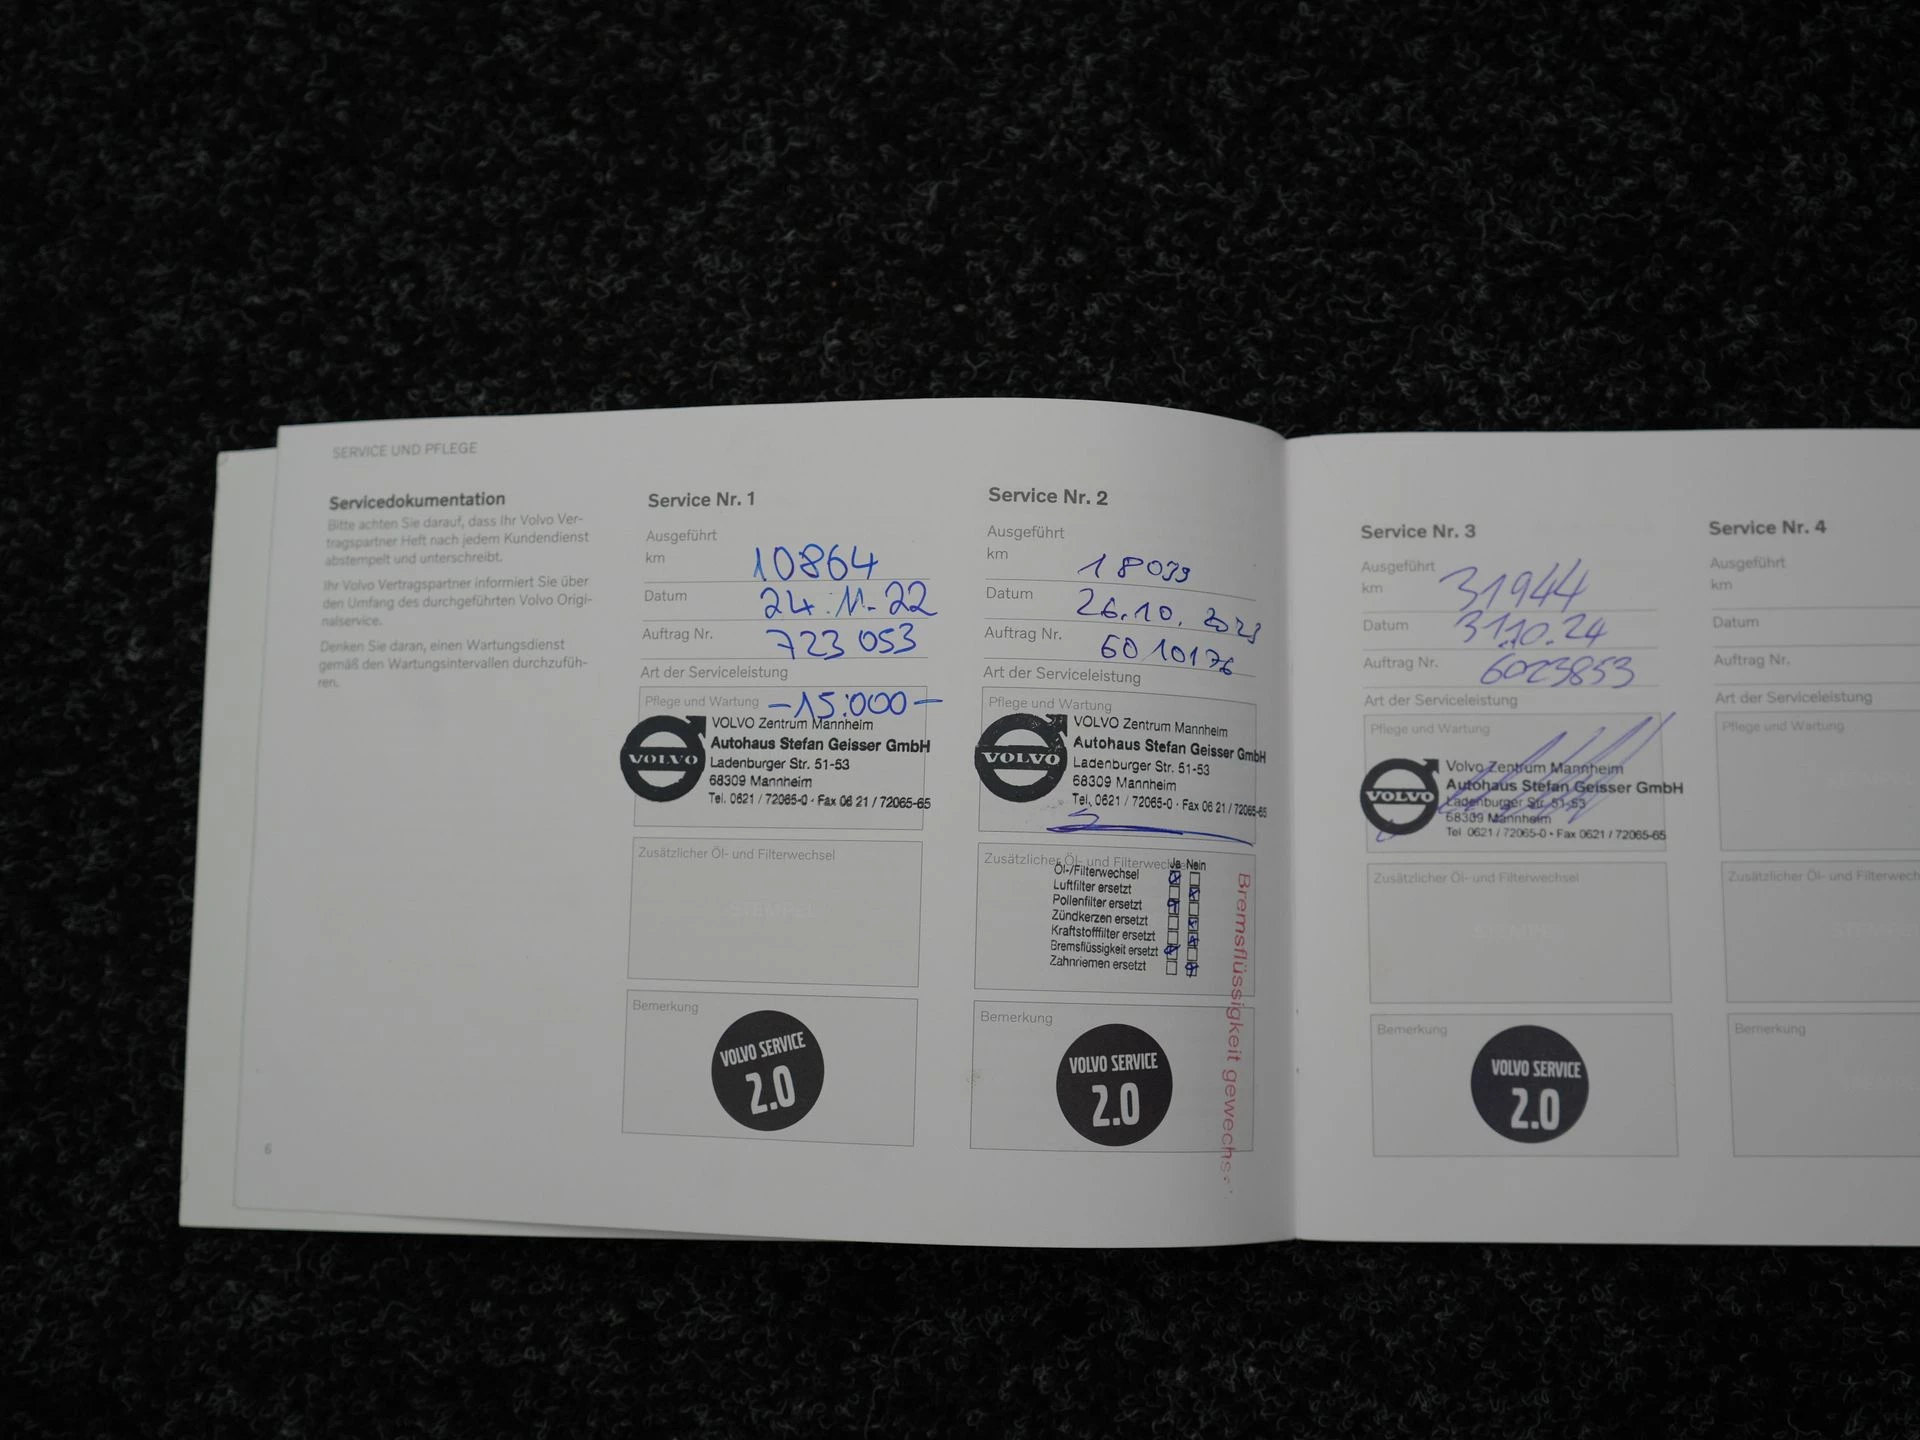 SERVICE UND PFLEGE
Servicedokumentation
Bitte achten Sie darauf, dass Ihr Volvo Ver-
tragspartner Heft nach jedem Kundendienst
abstempelt und unterschreibt.
Ihr Volvo Vertragspartner informiert Sie über
den Umfang des durchgeführten Volvo Origi-
nalservice.
Denken Sie daran, einen Wartungsdienst
gemäß den Wartungsintervallen durchzufüh-
ren.
6
Service Nr. 1
Ausgeführt
km 10864
Datum 24.11.22
Auftrag Nr. 723 053
Art der Serviceleistung
Pflege und Wartung -15.000-
VOLVO
VOLVO Zentrum Mannheim
Autohaus Stefan Geisser GmbH
Ladenburger Str. 51-53
68309 Mannheim
Tel. 0621 / 72065-0 · Fax 06 21 / 72065-65
Zusätzlicher Öl- und Filterwechsel
STEMPEL
Bemerkung
VOLVO SERVICE
2.0
Service Nr. 2
Ausgeführt
km 18039
Datum 26.10.2023
Auftrag Nr. 6010176
Art der Serviceleistung
Pflege und Wartung
VOLVO
VOLVO Zentrum Mannheim
Autohaus Stefan Geisser GmbH
Ladenburger Str. 51-53
68309 Mannheim
Tel. 0621 / 72065-0 · Fax 06 21 / 72065-65
Zusätzlicher Öl- und Filterwechsel
Ja Nein
Öl-/Filterwechsel
Luftfilter ersetzt
Pollenfilter ersetzt
Zündkerzen ersetzt
Kraftstofffilter ersetzt
Bremsflüssigkeit ersetzt
Zahnriemen ersetzt
Bremsflüssigkeit gewechs
Bemerkung
VOLVO SERVICE
2.0
Service Nr. 3
Ausgeführt
km 31944
Datum 31.10.24
Auftrag Nr. 6023853
Art der Serviceleistung
Pflege und Wartung
VOLVO
Volvo Zentrum Mannheim
Autohaus Stefan Geisser GmbH
Ladenburger Str. 51-53
68309 Mannheim
Tel 0621 / 72065-0 · Fax 0621 / 72065-65
Zusätzlicher Öl- und Filterwechsel
Bemerkung
VOLVO SERVICE
2.0
Service Nr. 4
Ausgeführt
km
Datum
Auftrag Nr.
Art der Serviceleistung
Pflege und Wartung
Zusätzlicher Öl- und Filterwech
Bemerkung